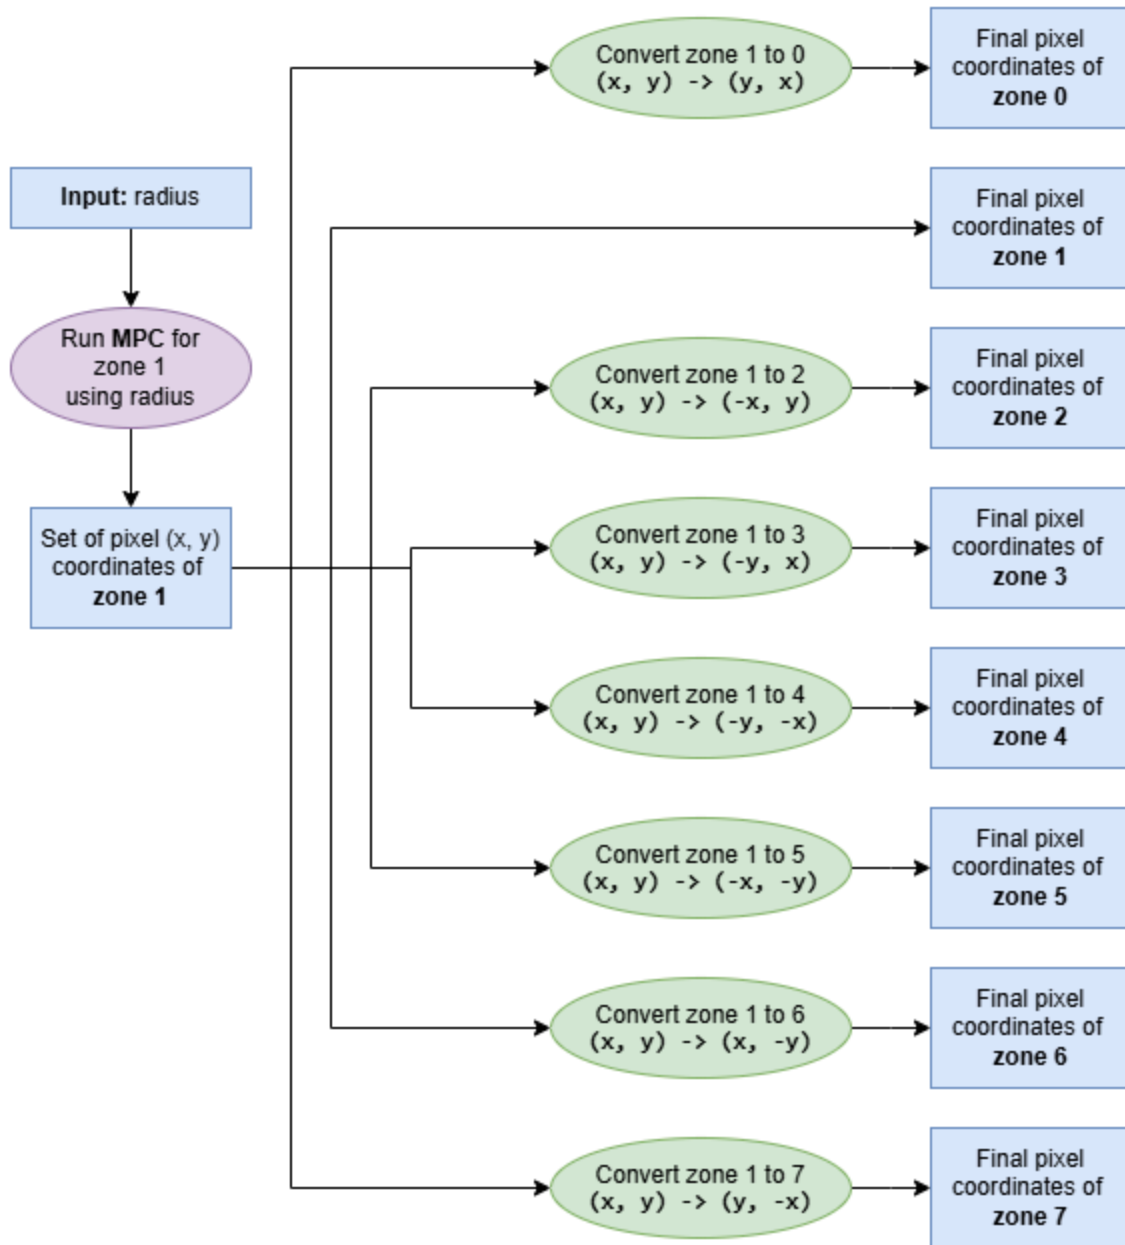 Input: radius
Run MPC for
zone 1
using radius
Set of pixel (x, y)
coordinates of
zone 1
Convert zone 1 to 0
(x, y) -> (y, x)
Final pixel
coordinates of
zone 0
Final pixel
coordinates of
zone 1
Convert zone 1 to 2
(x, y) -> (-x, y)
Final pixel
coordinates of
zone 2
Convert zone 1 to 3
(x, y) -> (-y, x)
Final pixel
coordinates of
zone 3
Convert zone 1 to 4
(x, y) -> (-y, -x)
Final pixel
coordinates of
zone 4
Convert zone 1 to 5
(x, y) -> (-x, -y)
Final pixel
coordinates of
zone 5
Convert zone 1 to 6
(x, y) -> (x, -y)
Final pixel
coordinates of
zone 6
Convert zone 1 to 7
(x, y) -> (y, -x)
Final pixel
coordinates of
zone 7